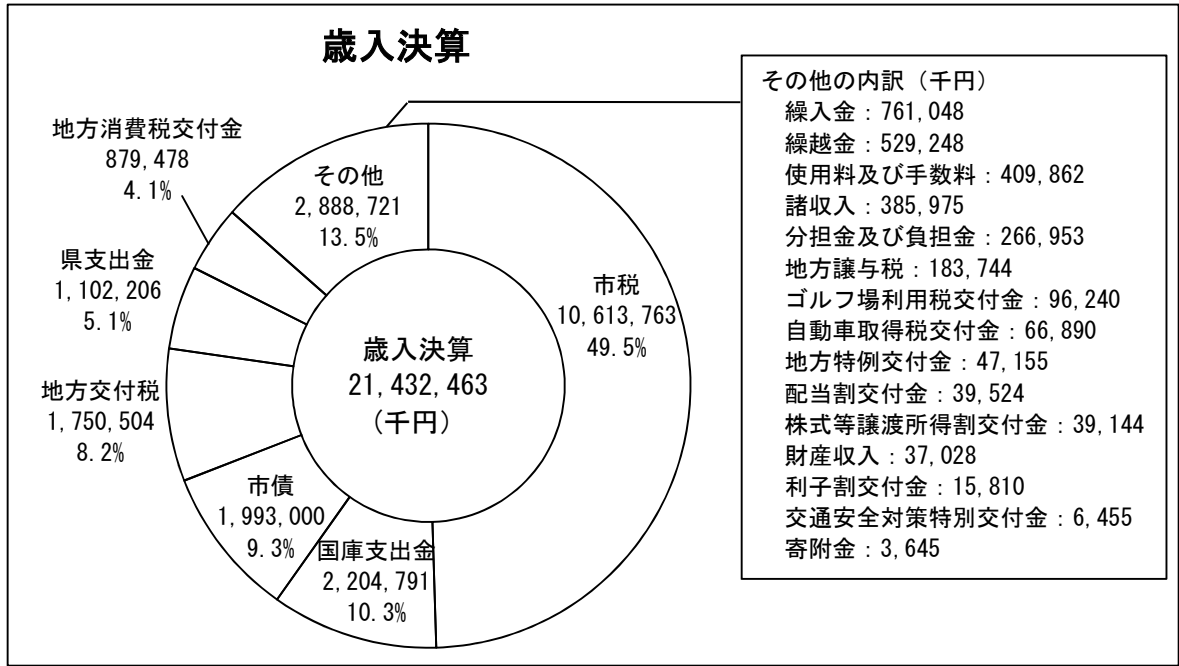 歳入決算
市税
10,613,763
49.5%
国庫支出金
2,204,791
10.3%
市債
1,993,000
9.3%
地方交付税
1,750,504
8.2%
県支出金
1,102,206
5.1%
地方消費税交付金
879,478
4.1%
その他
2,888,721
13.5%
歳入決算
21,432,463
(千円)
その他の内訳（千円）
繰入金：761,048
繰越金：529,248
使用料及び手数料：409,862
諸収入：385,975
分担金及び負担金：266,953
地方譲与税：183,744
ゴルフ場利用税交付金：96,240
自動車取得税交付金：66,890
地方特例交付金：47,155
配当割交付金：39,524
株式等譲渡所得割交付金：39,144
財産収入：37,028
利子割交付金：15,810
交通安全対策特別交付金：6,455
寄附金：3,645